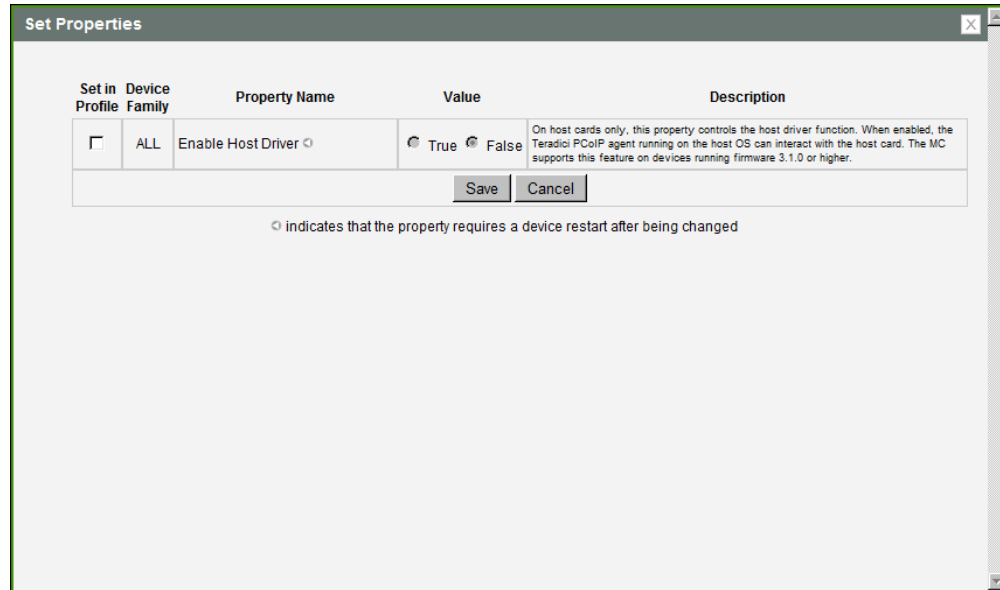 Set Properties
X
Set in Profile
Device Family
Property Name
Value
Description
ALL
Enable Host Driver
True
False
On host cards only, this property controls the host driver function. When enabled, the
Teradici PCoIP agent running on the host OS can interact with the host card. The MC
supports this feature on devices running firmware 3.1.0 or higher.
Save
Cancel
indicates that the property requires a device restart after being changed